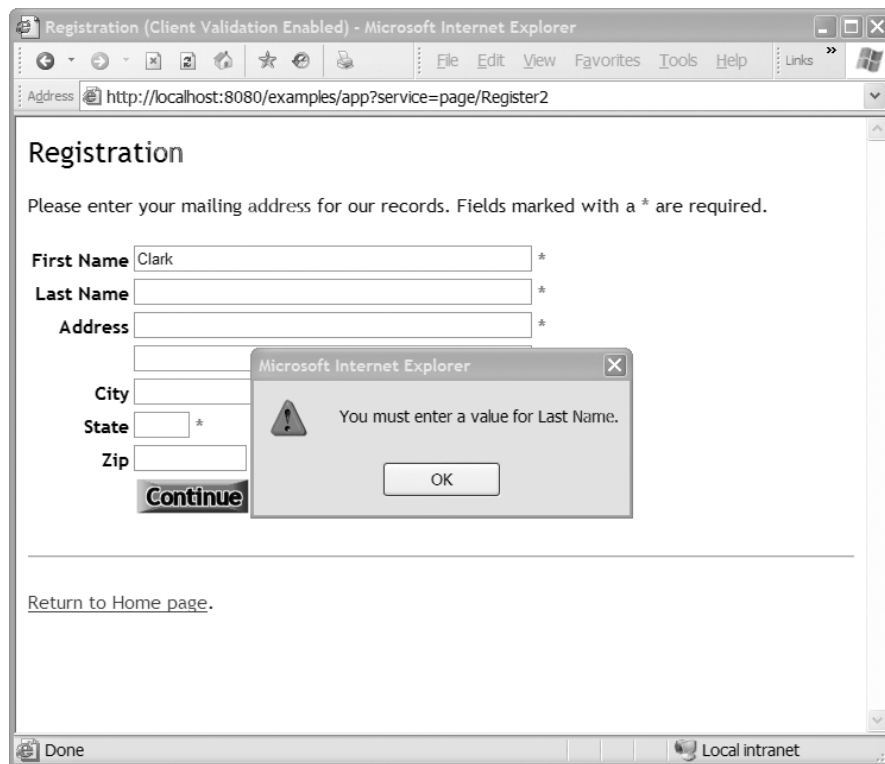 Registration (Client Validation Enabled) - Microsoft Internet Explorer
File Edit View Favorites Tools Help Links »
Address http://localhost:8080/examples/app?service=page/Register2
Registration
Please enter your mailing address for our records. Fields marked with a * are required.
First Name Clark *
Last Name *
Address *
Microsoft Internet Explorer
City
State *
You must enter a value for Last Name.
Zip
OK
Continue
Return to Home page.
Done Local intranet